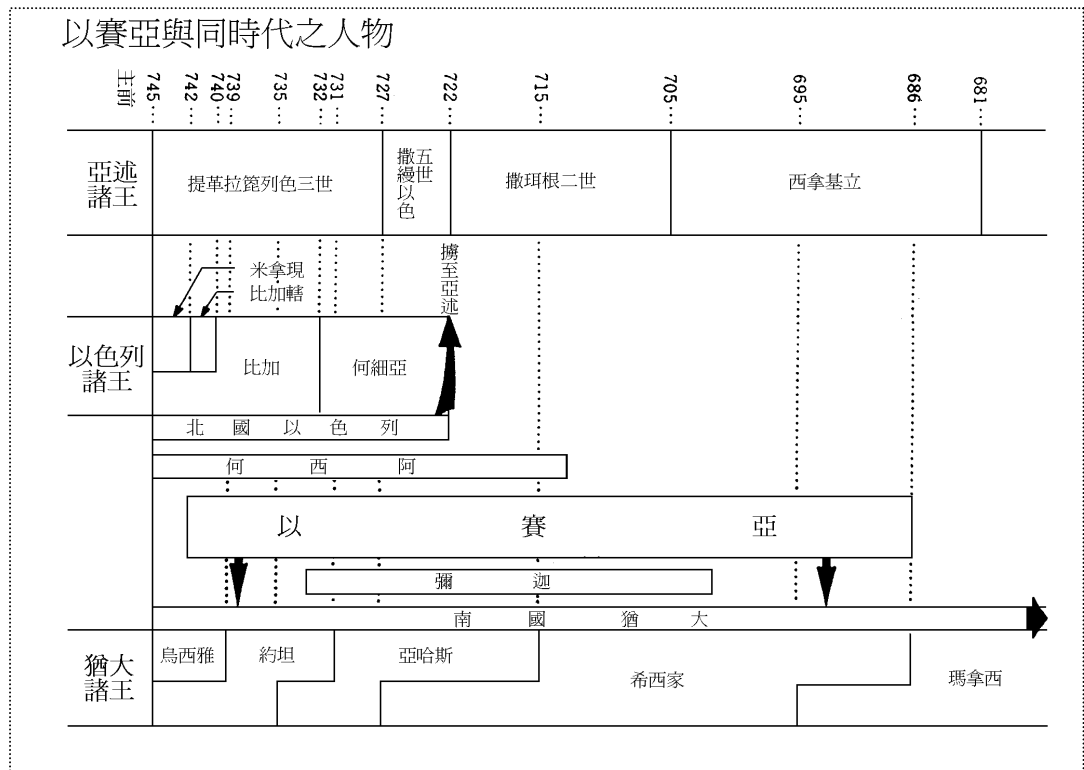 以賽亞與同時代之人物
主前
745
742
740
739
735
732
731
727
722
715
705
695
686
681
亞述
諸王
提革拉篦列色三世
撒縵以色
五世
撒珥根二世
西拿基立
擄至亞述
米拿現
比加轄
以色列
諸王
比加
何細亞
北國以色列
何西阿
以賽亞
彌迦
南國猶大
猶大
諸王
烏西雅
約坦
亞哈斯
希西家
瑪拿西